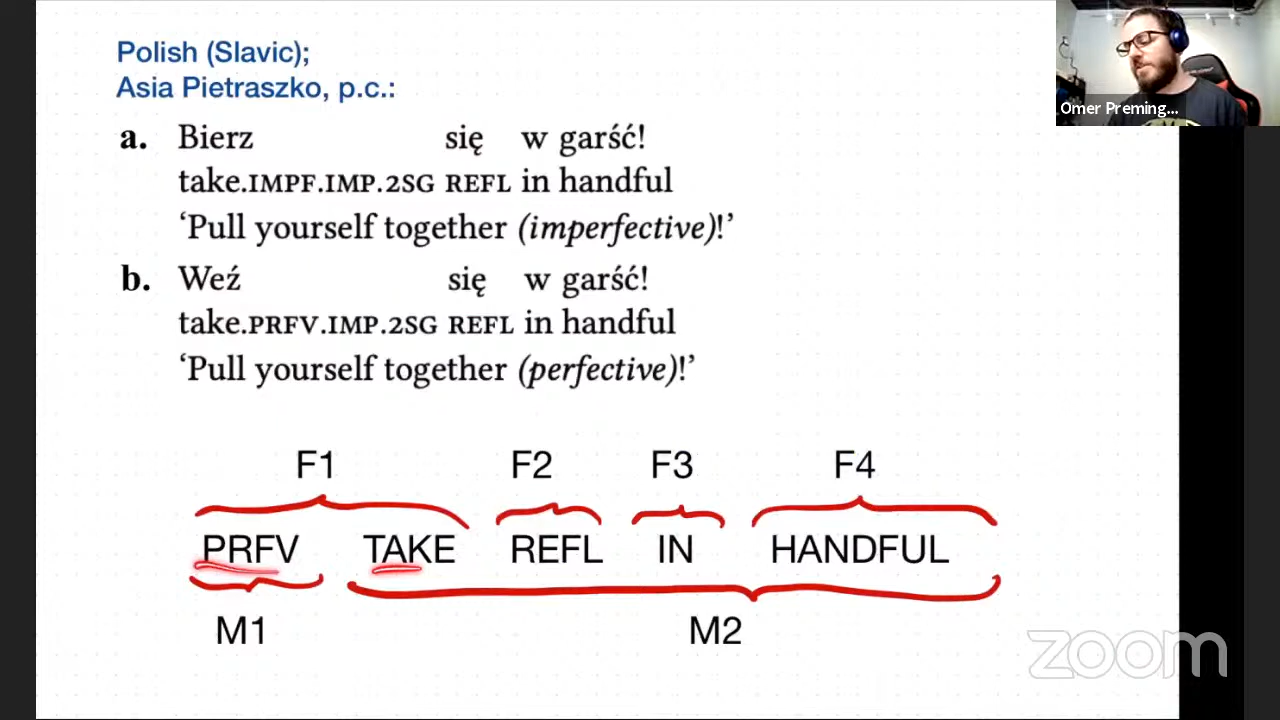 Polish (Slavic);
Asia Pietraszko, p.c.:
a. Bierz się w garść!
take.IMPF.IMP.2SG REFL in handful
‘Pull yourself together (imperfective)!’
b. Weź się w garść!
take.PRFV.IMP.2SG REFL in handful
‘Pull yourself together (perfective)!’
F1 F2 F3 F4
PRFV TAKE REFL IN HANDFUL
M1 M2
Omer Preming...
zoom